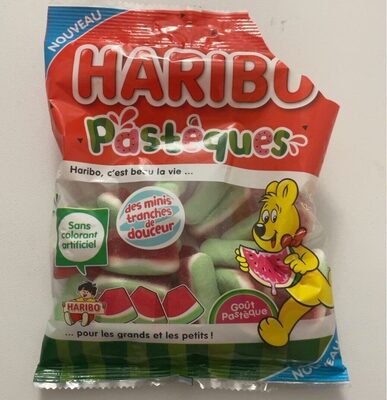 NOUVEAU
HARIBO
Pastèques
Haribo, c'est beau la vie ...
des minis
tranches de
douceur
Sans
colorant
artificiel
HARIBO
Goût
Pastèque
... pour les grands et les petits !
NOUVEAU